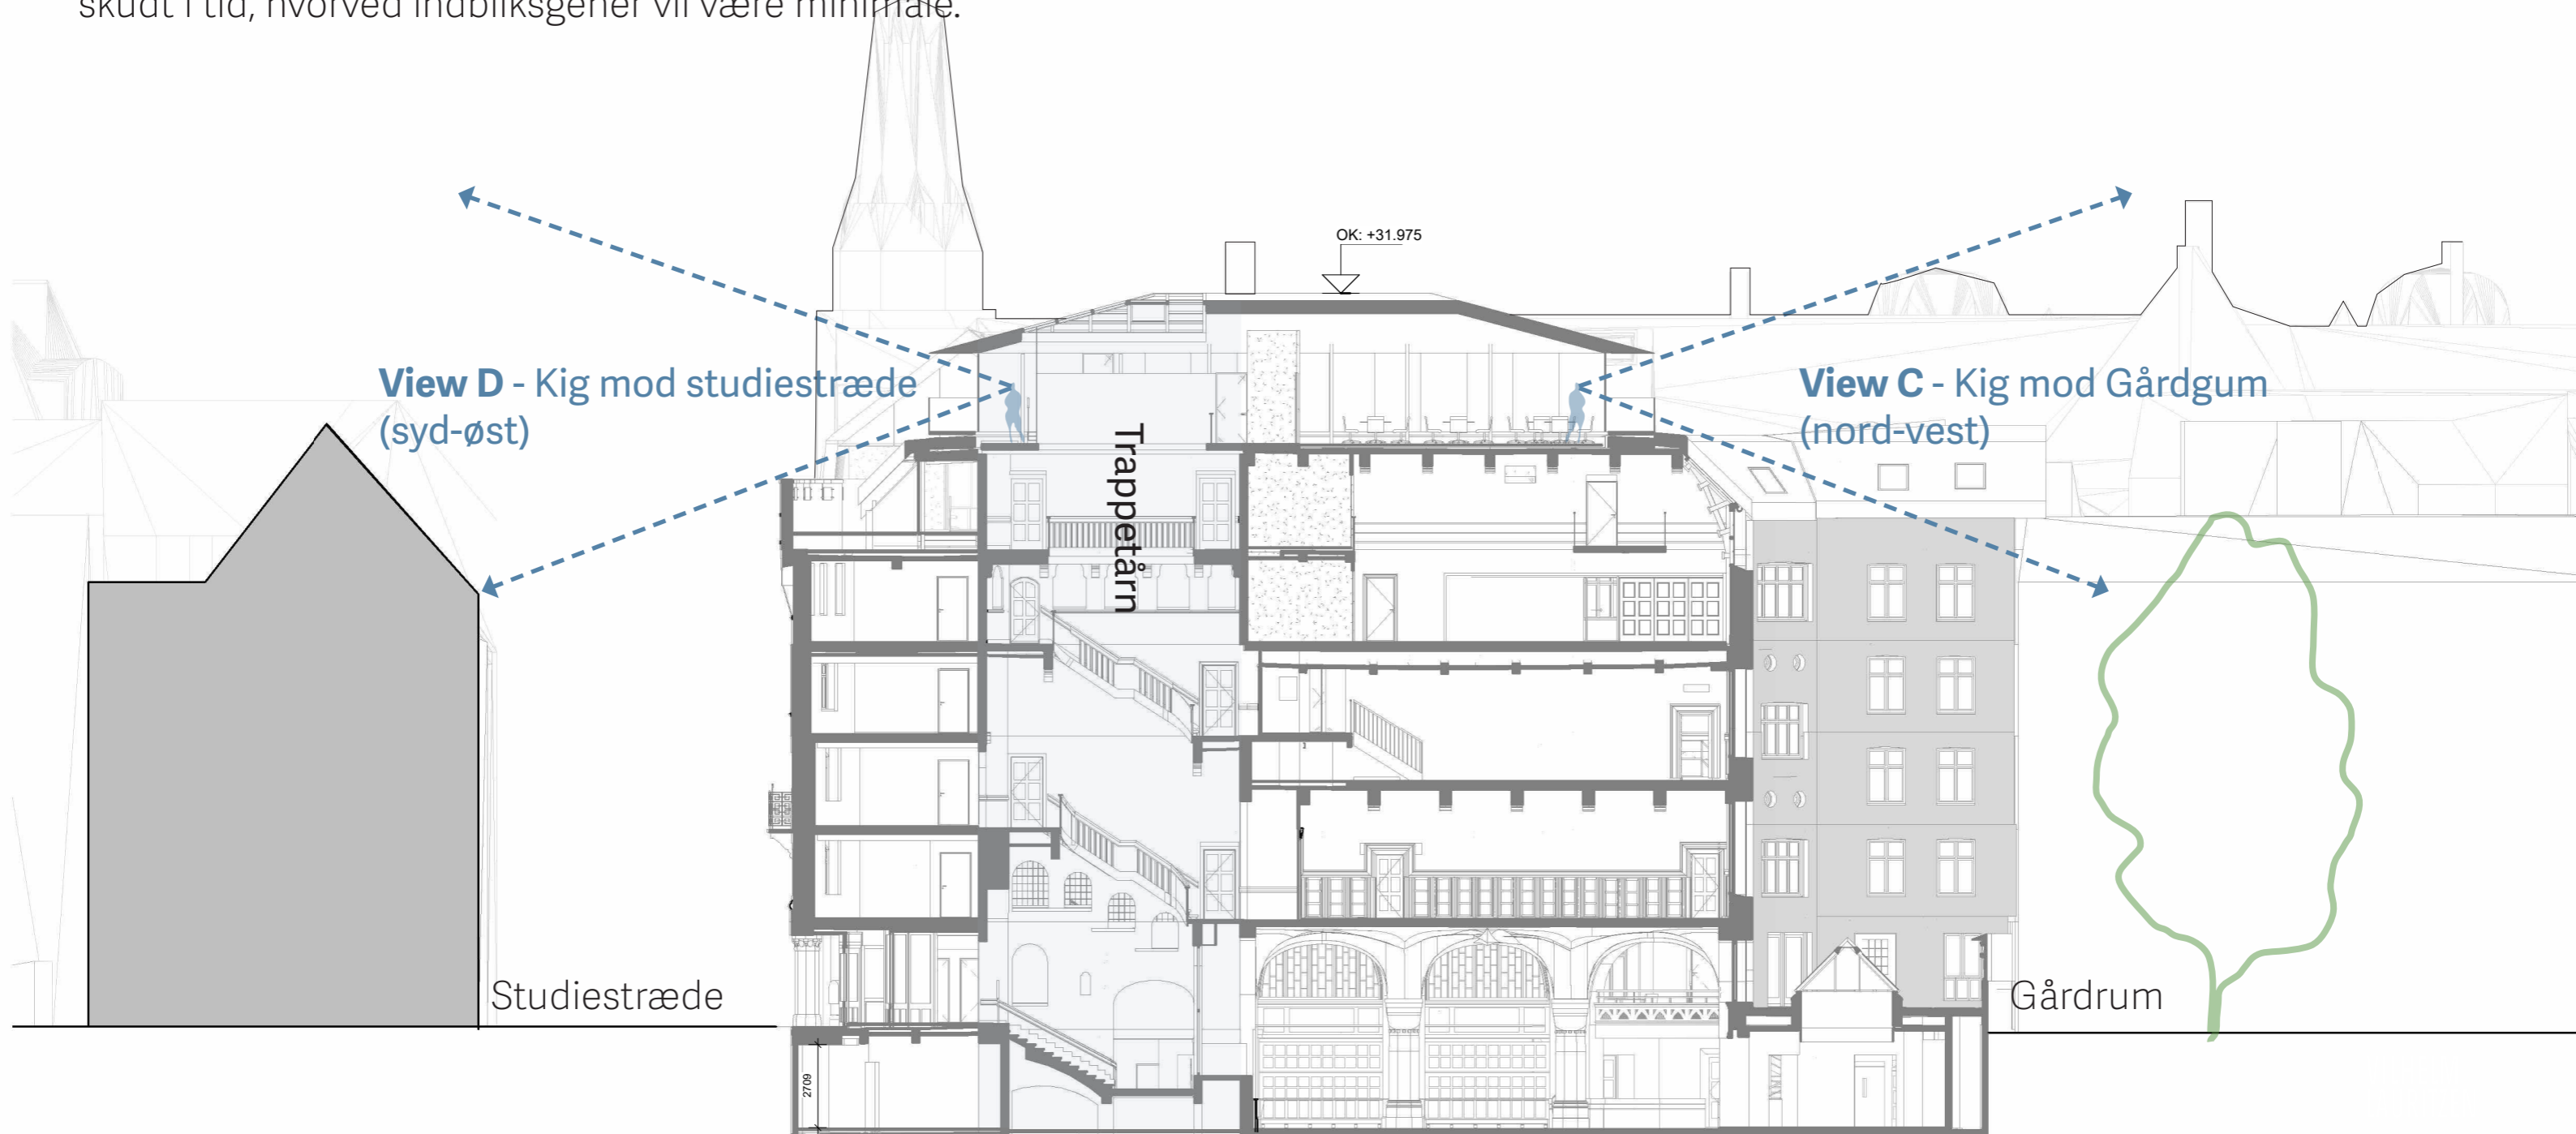 skudt i tid, hvorved indbliksgener vil være minimale.
OK: +31.975
View D - Kig mod studiestræde
(syd-øst)
View C - Kig mod Gårdgum
(nord-vest)
Trappetårn
Studiestræde
Gårdrum
2709